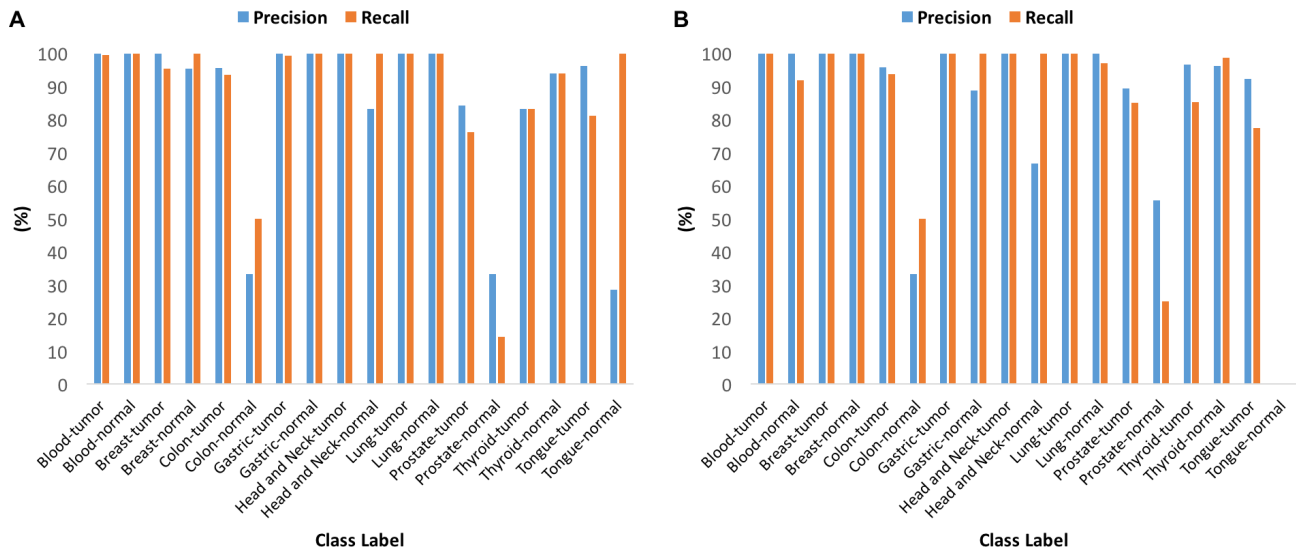 A
Precision Recall
100
90
80
70
60
50
40
30
20
10
0
(%)
Blood-tumor
Blood-normal
Breast-tumor
Breast-normal
Colon-tumor
Colon-normal
Gastric-tumor
Gastric-normal
Head and Neck-tumor
Head and Neck-normal
Lung-tumor
Lung-normal
Prostate-tumor
Prostate-normal
Thyroid-tumor
Thyroid-normal
Tongue-tumor
Tongue-normal
Class Label
B
Precision Recall
100
90
80
70
60
50
40
30
20
10
0
(%)
Blood-tumor
Blood-normal
Breast-tumor
Breast-normal
Colon-tumor
Colon-normal
Gastric-tumor
Gastric-normal
Head and Neck-tumor
Head and Neck-normal
Lung-tumor
Lung-normal
Prostate-tumor
Prostate-normal
Thyroid-tumor
Thyroid-normal
Tongue-tumor
Tongue-normal
Class Label